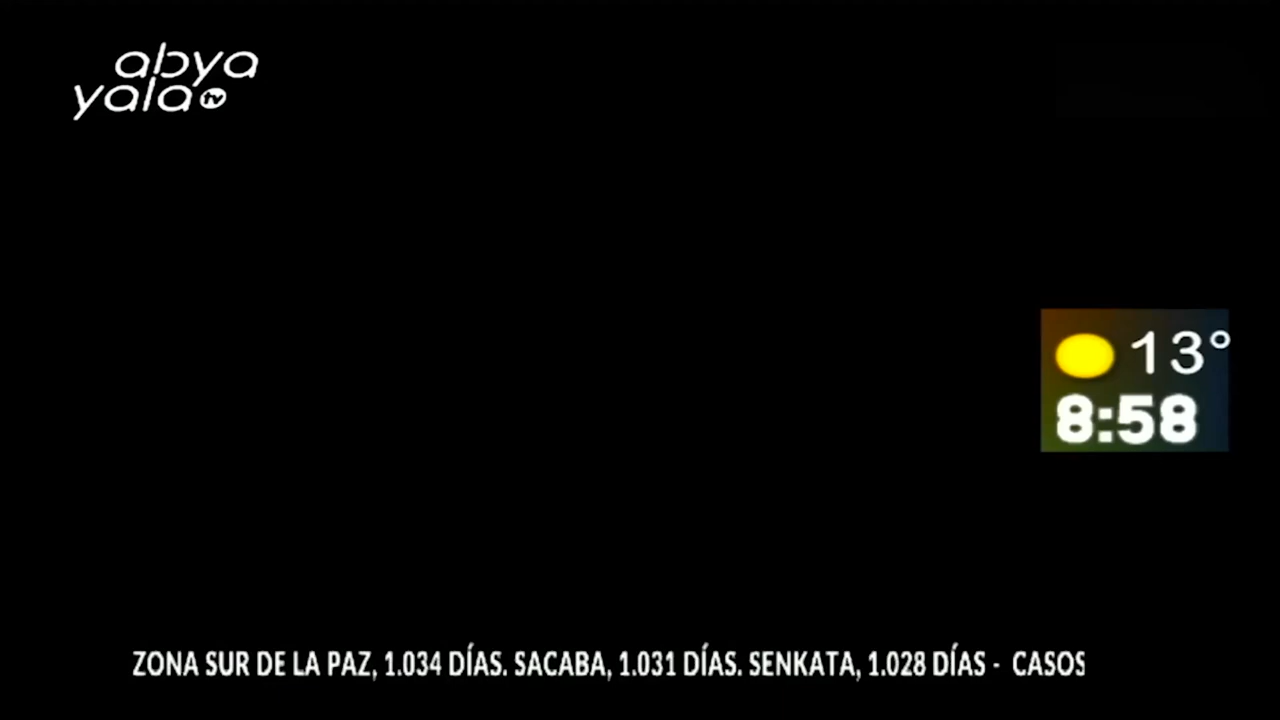 abya
yala tv
13°
8:58
ZONA SUR DE LA PAZ, 1.034 DÍAS. SACABA, 1.031 DÍAS. SENKATA, 1.028 DÍAS - CASOS